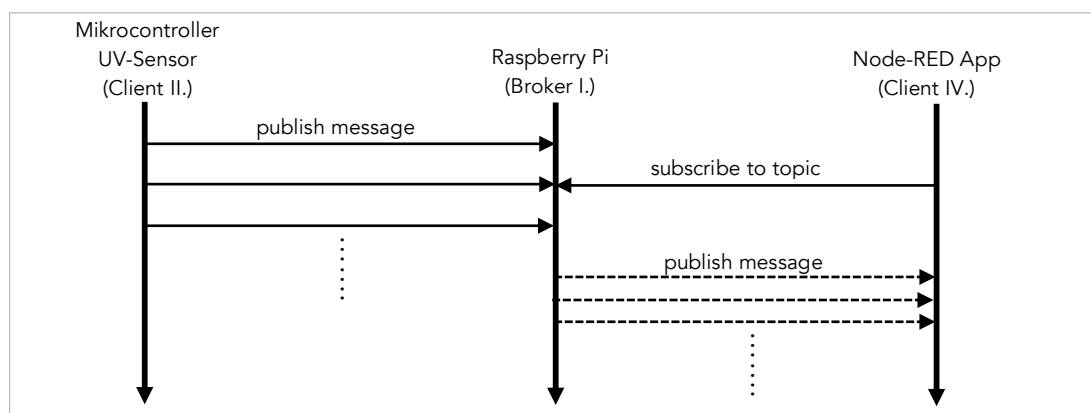 Mikrocontroller
UV-Sensor
(Client II.)
Raspberry Pi
(Broker I.)
Node-RED App
(Client IV.)
publish message
subscribe to topic
publish message